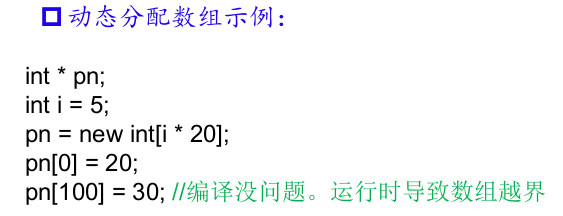 动态分配数组示例：
int * pn;
int i = 5;
pn = new int[i * 20];
pn[0] = 20;
pn[100] = 30; //编译没问题。运行时导致数组越界